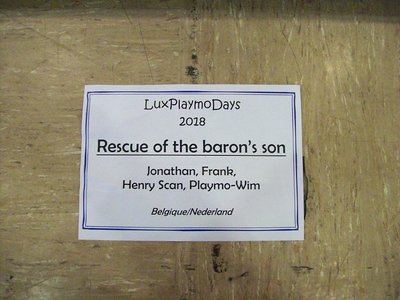 LuxPlaymoDays
2018
Rescue of the baron's son
Jonathan, Frank,
Henry Scan, Playmo-Wim
Belgique/Nederland